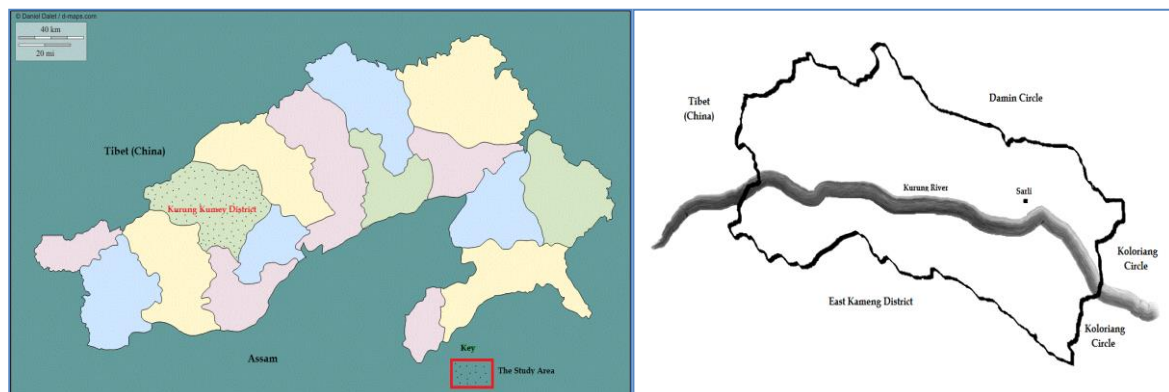 © Daniel Dalet / d-maps.com
40 km
20 mi
Tibet (China)
Kurung Kumey District
Assam
Key
The Study Area
Tibet
(China)
Damin Circle
Kurung River
Sarli
Koloriang
Circle
East Kameng District
Koloriang
Circle